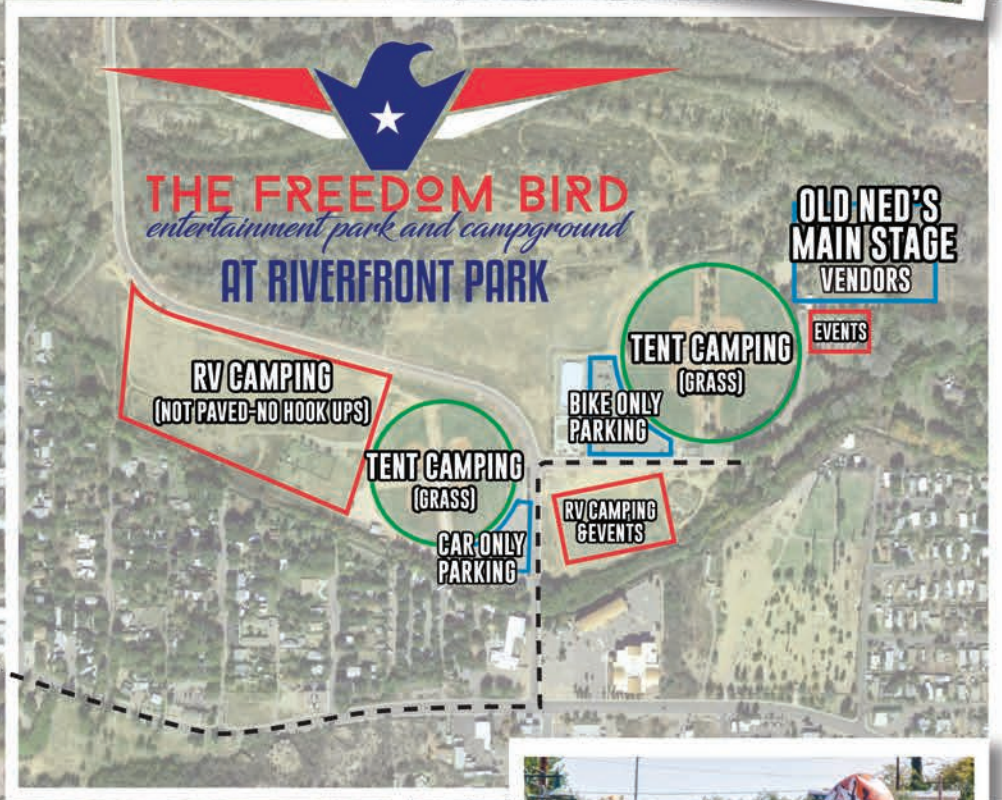 THE FREEDOM BIRD
entertainment park and campground
AT RIVERFRONT PARK
OLD NED'S
MAIN STAGE
VENDORS
EVENTS
TENT CAMPING
(GRASS)
BIKE ONLY
PARKING
RV CAMPING
(NOT PAVED-NO HOOK UPS)
TENT CAMPING
(GRASS)
CAR ONLY
PARKING
RV CAMPING
&EVENTS